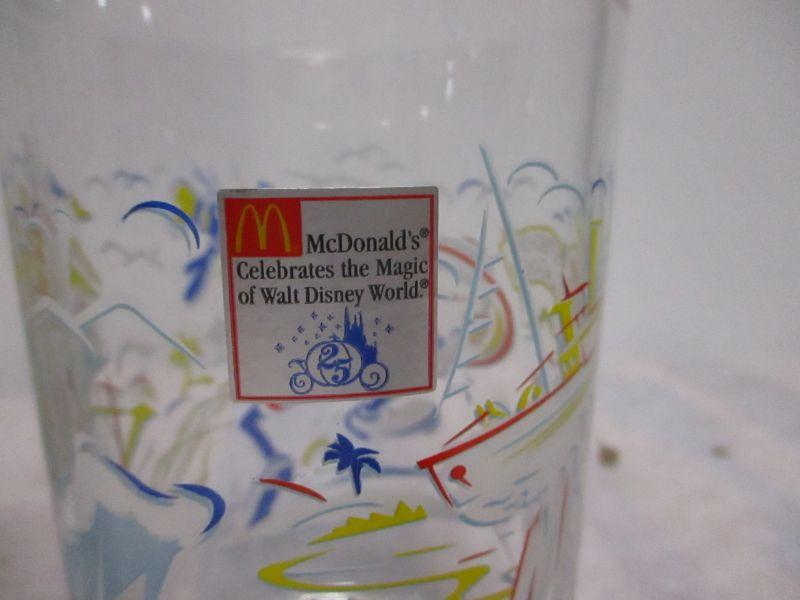 McDonald's®
Celebrates the Magic
of Walt Disney World.®
25